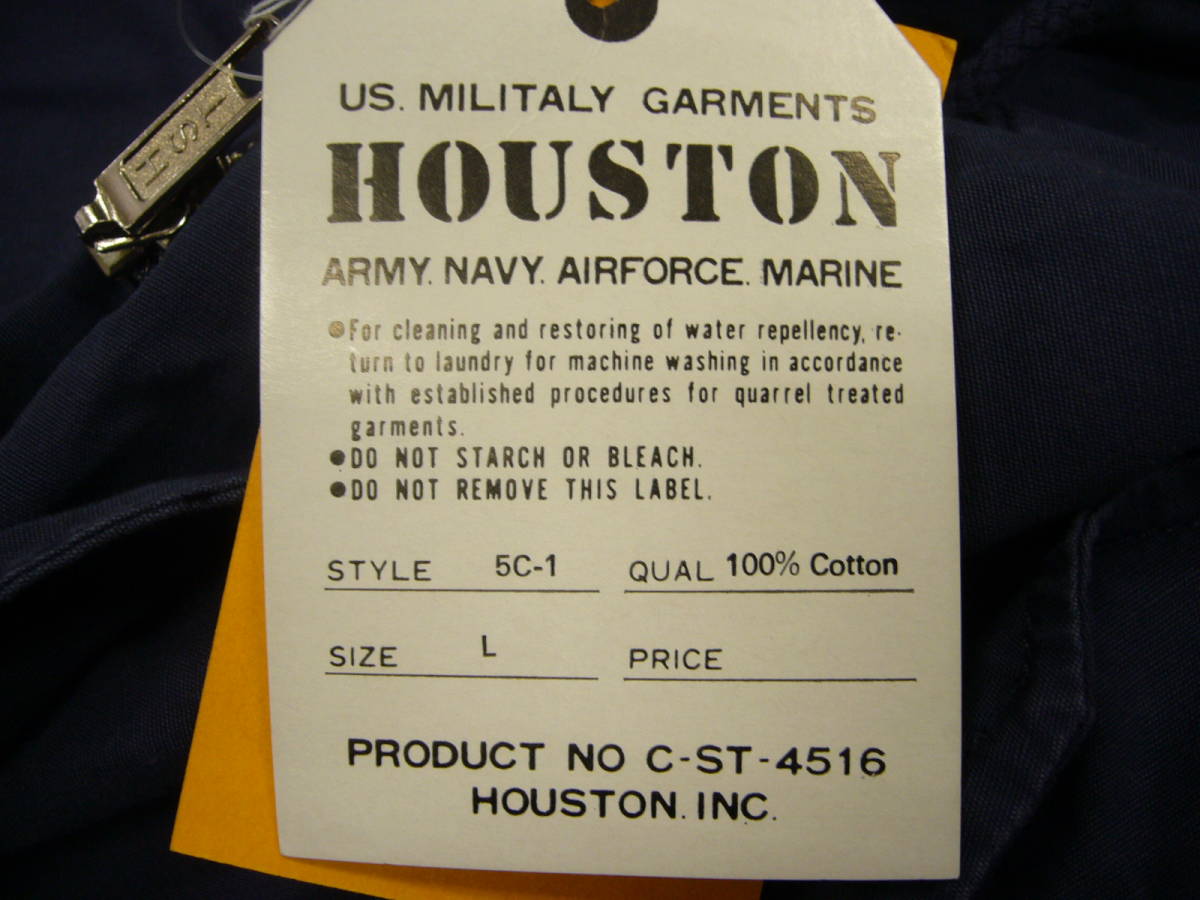 HST
US. MILITALY GARMENTS
HOUSTON
ARMY. NAVY. AIRFORCE. MARINE
●For cleaning and restoring of water repellency, re-
turn to laundry for machine washing in accordance
with established procedures for quarrel treated
garments.
●DO NOT STARCH OR BLEACH.
●DO NOT REMOVE THIS LABEL.
STYLE 5C-1 QUAL 100% Cotton
SIZE L PRICE
PRODUCT NO C-ST-4516
HOUSTON. INC.